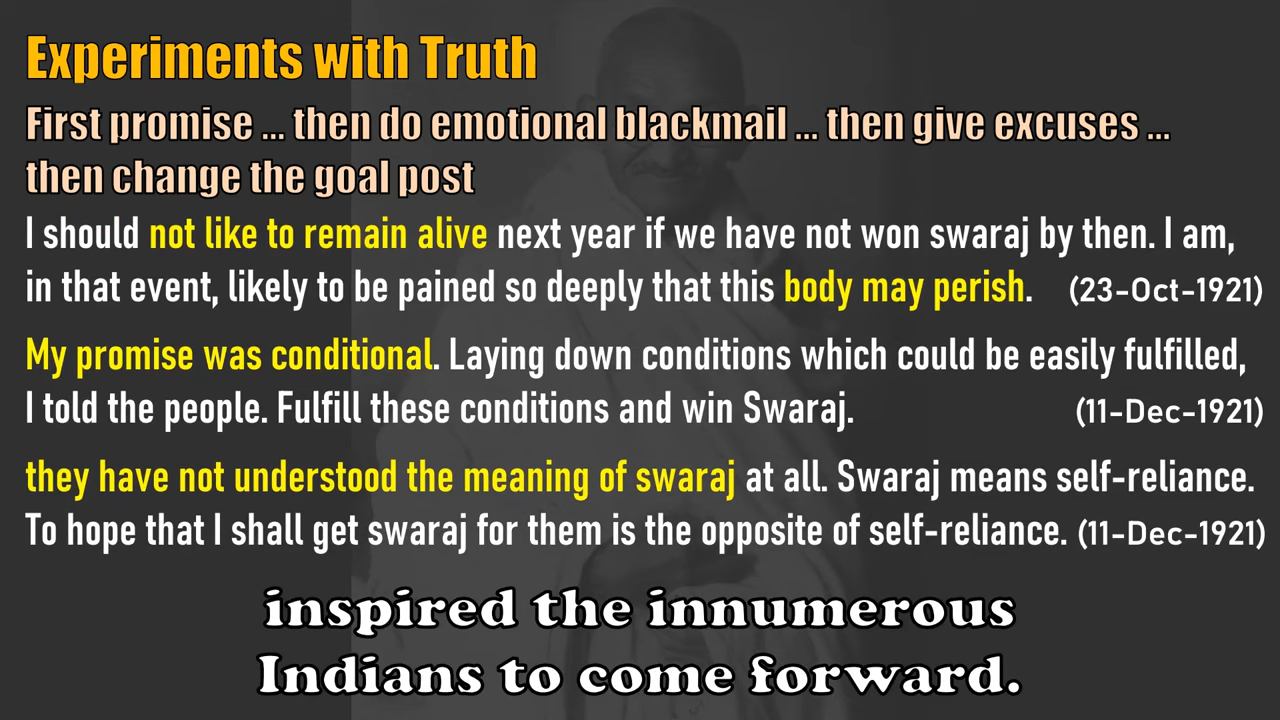 Experiments with Truth
First promise ... then do emotional blackmail ... then give excuses ...
then change the goal post
I should not like to remain alive next year if we have not won swaraj by then. I am,
in that event, likely to be pained so deeply that this body may perish. (23-Oct-1921)
My promise was conditional. Laying down conditions which could be easily fulfilled,
I told the people. Fulfill these conditions and win Swaraj. (11-Dec-1921)
they have not understood the meaning of swaraj at all. Swaraj means self-reliance.
To hope that I shall get swaraj for them is the opposite of self-reliance. (11-Dec-1921)
inspired the innumerous
Indians to come forward.